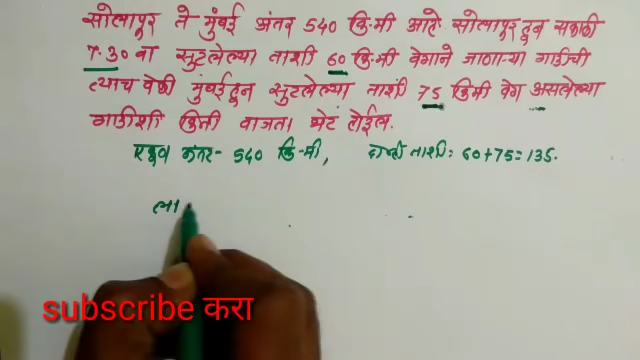 सोलापूर ते मुंबई अंतर 540 कि.मी आहे. सोलापूर हून सकाळी
7.30 वा सुटलेल्या ताशी 60 कि.मी वेगाने जाणाऱ्या गाडीची
त्याच वेळी मुंबईहून सुटलेल्या ताशी 75 किमी वेग असलेल्या
गाडीशी किती वाजता भेट होईल.
एकूण अंतर - 540 कि-मी, दोन्ही ताशी: 60+75=135.
ला
subscribe करा